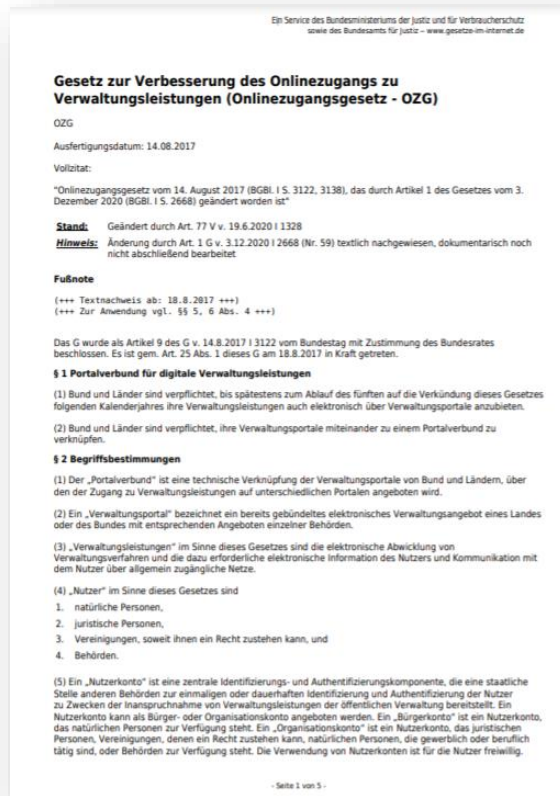 Ein Service des Bundesministeriums der Justiz und für Verbraucherschutz
sowie des Bundesamts für Justiz – www.gesetze-im-internet.de
Gesetz zur Verbesserung des Onlinezugangs zu
Verwaltungsleistungen (Onlinezugangsgesetz - OZG)
OZG
Ausfertigungsdatum: 14.08.2017
Vollzitat:
"Onlinezugangsgesetz vom 14. August 2017 (BGBl. I S. 3122, 3138), das durch Artikel 1 des Gesetzes vom 3.
Dezember 2020 (BGBl. I S. 2668) geändert worden ist"
Stand: Geändert durch Art. 77 V v. 19.6.2020 I 1328
Hinweis: Änderung durch Art. 1 G v. 3.12.2020 I 2668 (Nr. 59) textlich nachgewiesen, dokumentarisch noch
nicht abschließend bearbeitet
Fußnote
(+++ Textnachweis ab: 18.8.2017 +++)
(+++ Zur Anwendung vgl. §§ 5, 6 Abs. 4 +++)
Das G wurde als Artikel 9 des G v. 14.8.2017 I 3122 vom Bundestag mit Zustimmung des Bundesrates
beschlossen. Es ist gem. Art. 25 Abs. 1 dieses G am 18.8.2017 in Kraft getreten.
§ 1 Portalverbund für digitale Verwaltungsleistungen
(1) Bund und Länder sind verpflichtet, bis spätestens zum Ablauf des fünften auf die Verkündung dieses Gesetzes
folgenden Kalenderjahres ihre Verwaltungsleistungen auch elektronisch über Verwaltungsportale anzubieten.
(2) Bund und Länder sind verpflichtet, ihre Verwaltungsportale miteinander zu einem Portalverbund zu
verknüpfen.
§ 2 Begriffsbestimmungen
(1) Der „Portalverbund“ ist eine technische Verknüpfung der Verwaltungsportale von Bund und Ländern, über
den der Zugang zu Verwaltungsleistungen auf unterschiedlichen Portalen angeboten wird.
(2) Ein „Verwaltungsportal“ bezeichnet ein bereits gebündeltes elektronisches Verwaltungsangebot eines Landes
oder des Bundes mit entsprechenden Angeboten einzelner Behörden.
(3) „Verwaltungsleistungen“ im Sinne dieses Gesetzes sind die elektronische Abwicklung von
Verwaltungsverfahren und die dazu erforderliche elektronische Information des Nutzers und Kommunikation mit
dem Nutzer über allgemein zugängliche Netze.
(4) „Nutzer“ im Sinne dieses Gesetzes sind
1. natürliche Personen,
2. juristische Personen,
3. Vereinigungen, soweit ihnen ein Recht zustehen kann, und
4. Behörden.
(5) Ein „Nutzerkonto“ ist eine zentrale Identifizierungs- und Authentifizierungskomponente, die eine staatliche
Stelle anderen Behörden zur einmaligen oder dauerhaften Identifizierung und Authentifizierung der Nutzer
zu Zwecken der Inanspruchnahme von Verwaltungsleistungen der öffentlichen Verwaltung bereitstellt. Ein
Nutzerkonto kann als Bürger- oder Organisationskonto angeboten werden. Ein „Bürgerkonto“ ist ein Nutzerkonto,
das natürlichen Personen zur Verfügung steht. Ein „Organisationskonto“ ist ein Nutzerkonto, das juristischen
Personen, Vereinigungen, denen ein Recht zustehen kann, natürlichen Personen, die gewerblich oder beruflich
tätig sind, oder Behörden zur Verfügung steht. Die Verwendung von Nutzerkonten ist für die Nutzer freiwillig.
- Seite 1 von 5 -